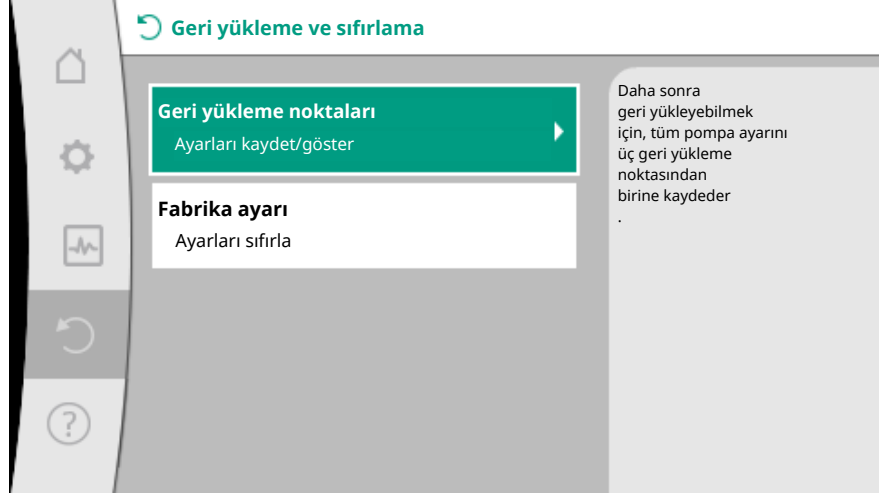 Geri yükleme ve sıfırlama
Geri yükleme noktaları
Ayarları kaydet/göster
Fabrika ayarı
Ayarları sıfırla
Daha sonra
geri yükleyebilmek
için, tüm pompa ayarını
üç geri yükleme
noktasından
birine kaydeder
.
?